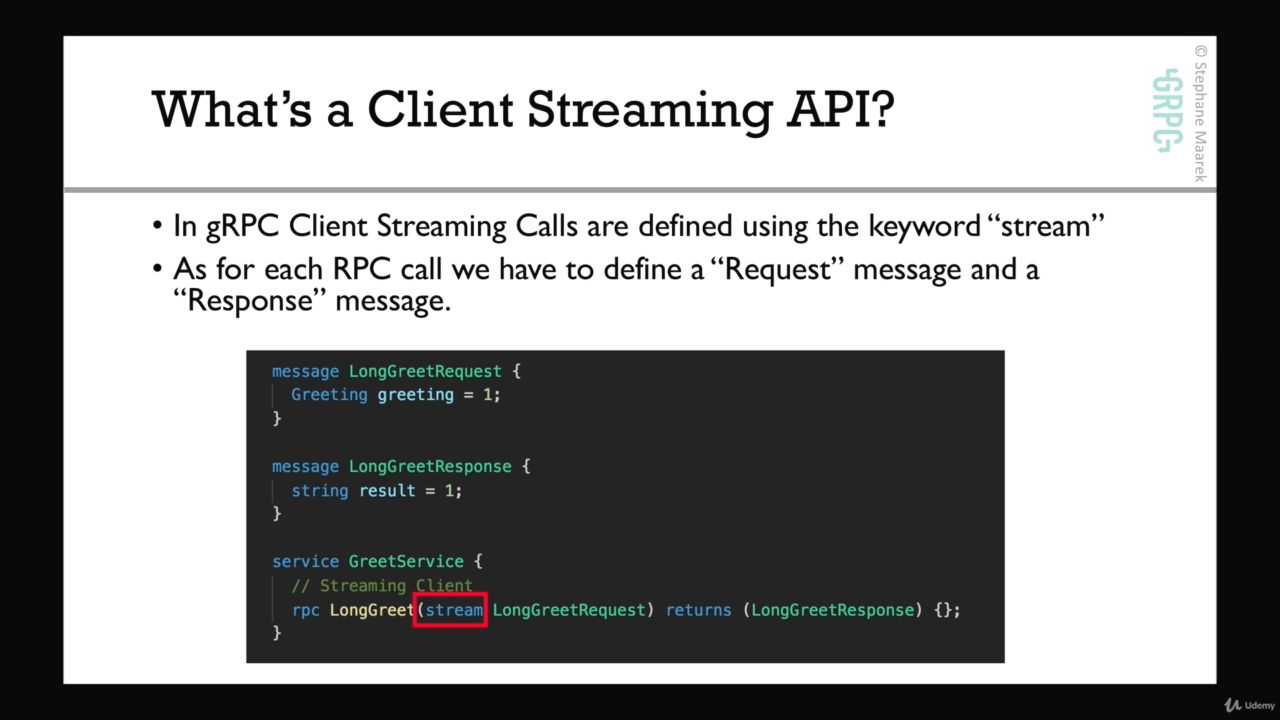 What's a Client Streaming API?
© Stephane Maarek
GRPC
• In gRPC Client Streaming Calls are defined using the keyword “stream”
• As for each RPC call we have to define a “Request” message and a
“Response” message.
message LongGreetRequest {
Greeting greeting = 1;
}
message LongGreetResponse {
string result = 1;
}
service GreetService {
// Streaming Client
rpc LongGreet(stream LongGreetRequest) returns (LongGreetResponse) {};
}
Udemy